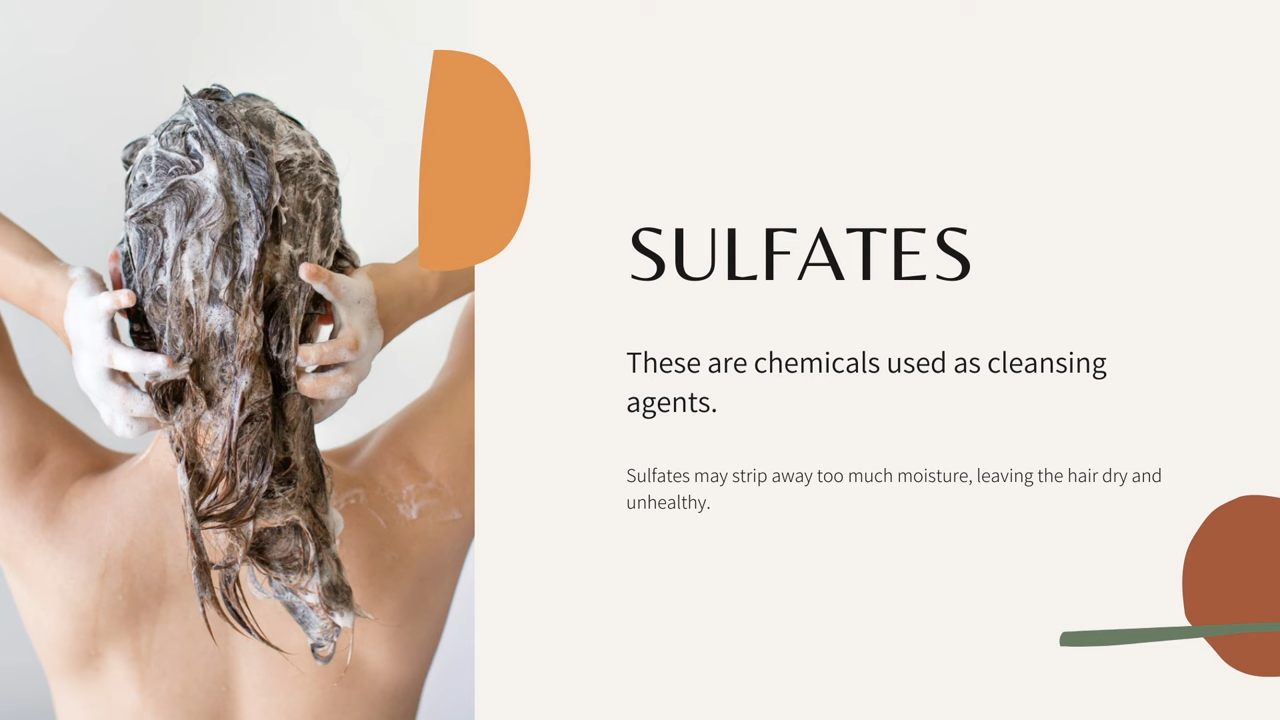 SULFATES
These are chemicals used as cleansing
agents.
Sulfates may strip away too much moisture, leaving the hair dry and
unhealthy.